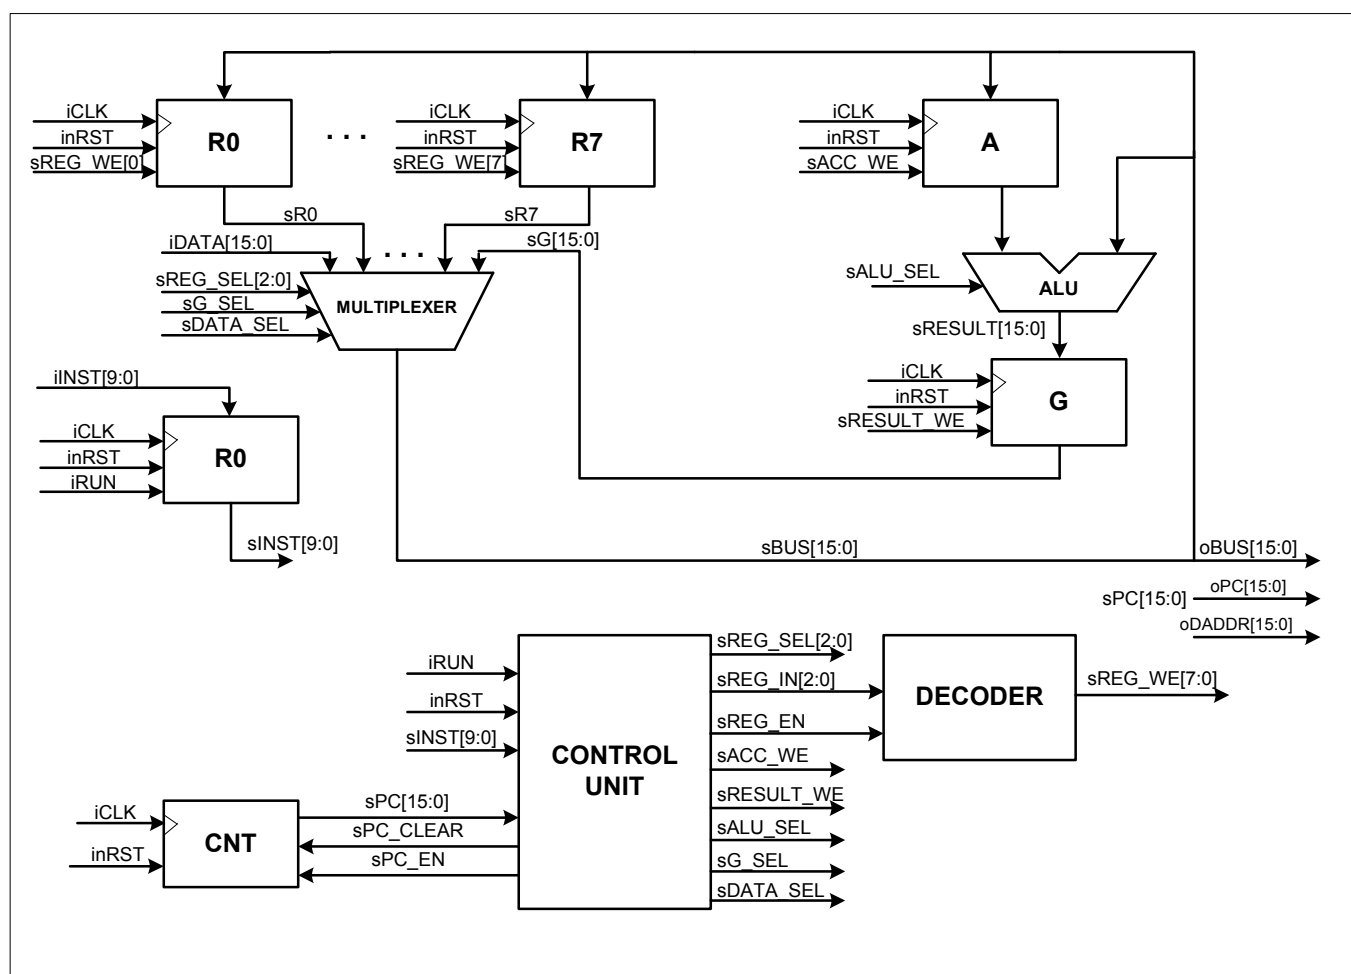 iCLK
inRST
sREG_WE[0]
R0
. . .
iCLK
inRST
sREG_WE[7]
R7
iCLK
inRST
sACC_WE
A
sR0
sR7
iDATA[15:0]
. . .
sG[15:0]
sREG_SEL[2:0]
sG_SEL
sDATA_SEL
MULTIPLEXER
sALU_SEL
ALU
sRESULT[15:0]
iINST[9:0]
iCLK
inRST
iRUN
R0
sINST[9:0]
iCLK
inRST
sRESULT_WE
G
sBUS[15:0]
oBUS[15:0]
sPC[15:0]
oPC[15:0]
oDADDR[15:0]
iRUN
inRST
sINST[9:0]
CONTROL
UNIT
sREG_SEL[2:0]
sREG_IN[2:0]
sREG_EN
sACC_WE
sRESULT_WE
sALU_SEL
sG_SEL
sDATA_SEL
DECODER
sREG_WE[7:0]
iCLK
inRST
CNT
sPC[15:0]
sPC_CLEAR
sPC_EN